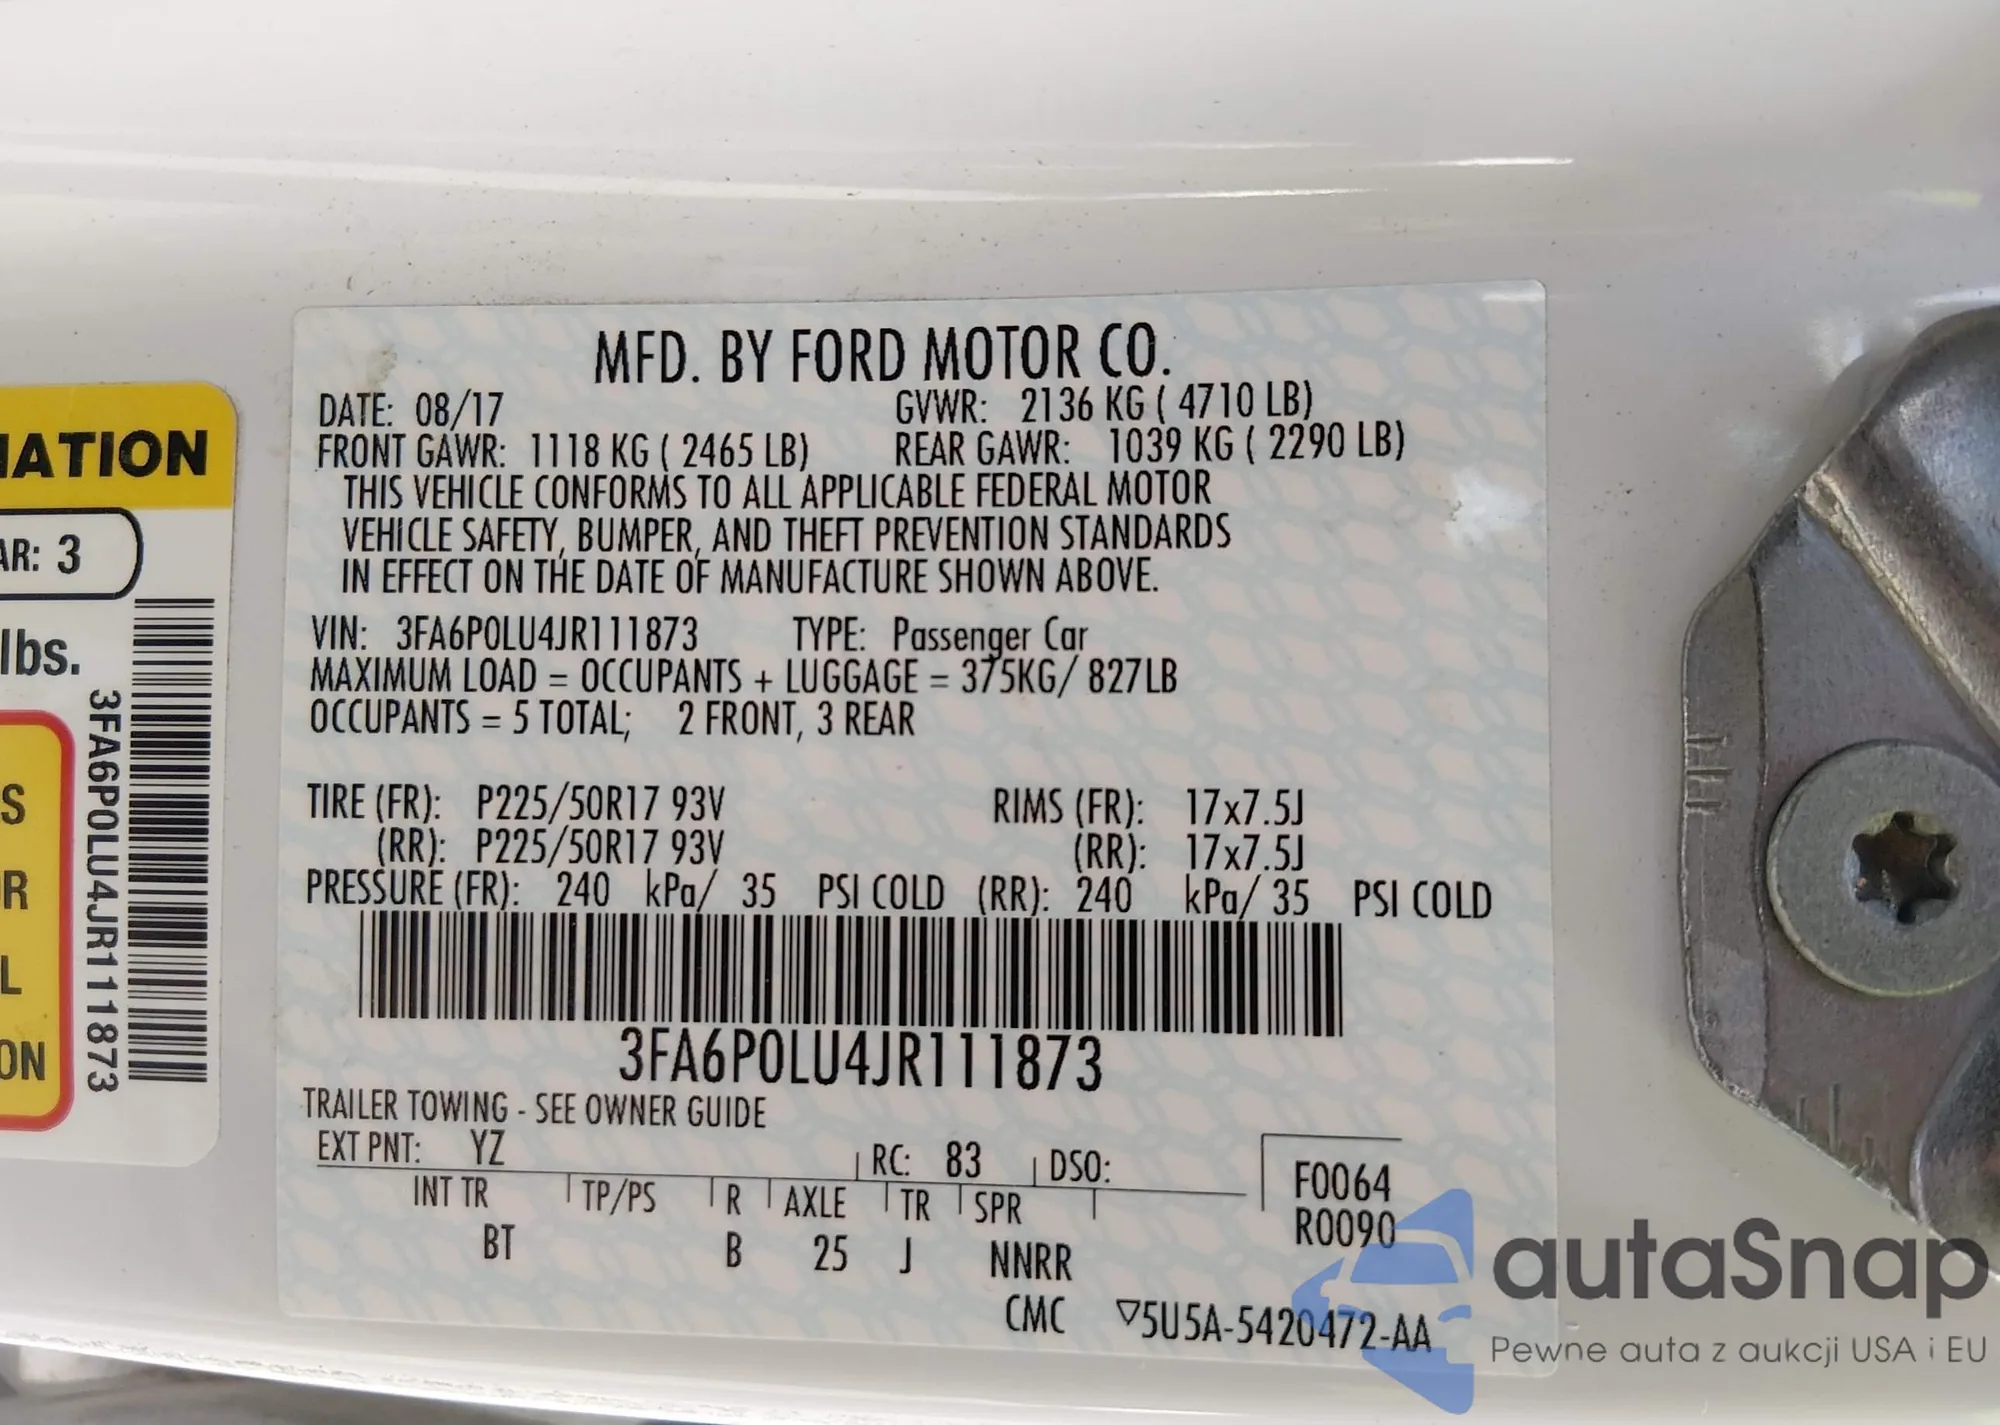 MATION
AR: 3
lbs.
S
OR
L
ON
3FA6P0LU4JR111873
MFD. BY FORD MOTOR CO.
DATE: 08/17 GVWR: 2136 KG ( 4710 LB)
FRONT GAWR: 1118 KG ( 2465 LB) REAR GAWR: 1039 KG ( 2290 LB)
THIS VEHICLE CONFORMS TO ALL APPLICABLE FEDERAL MOTOR
VEHICLE SAFETY, BUMPER, AND THEFT PREVENTION STANDARDS
IN EFFECT ON THE DATE OF MANUFACTURE SHOWN ABOVE.
VIN: 3FA6P0LU4JR111873 TYPE: Passenger Car
MAXIMUM LOAD = OCCUPANTS + LUGGAGE = 375KG/ 827LB
OCCUPANTS = 5 TOTAL; 2 FRONT, 3 REAR
TIRE (FR): P225/50R17 93V RIMS (FR): 17x7.5J
(RR): P225/50R17 93V (RR): 17x7.5J
PRESSURE (FR): 240 kPa/ 35 PSI COLD (RR): 240 kPa/ 35 PSI COLD
3FA6P0LU4JR111873
TRAILER TOWING - SEE OWNER GUIDE
EXT PNT: YZ RC: 83 DSO:
INT TR TP/PS R AXLE TR SPR
BT B 25 J NNRR
F0064
R0090
CMC ▽5U5A-5420472-AA
autaSnap
Pewne auta z aukcji USA i EU